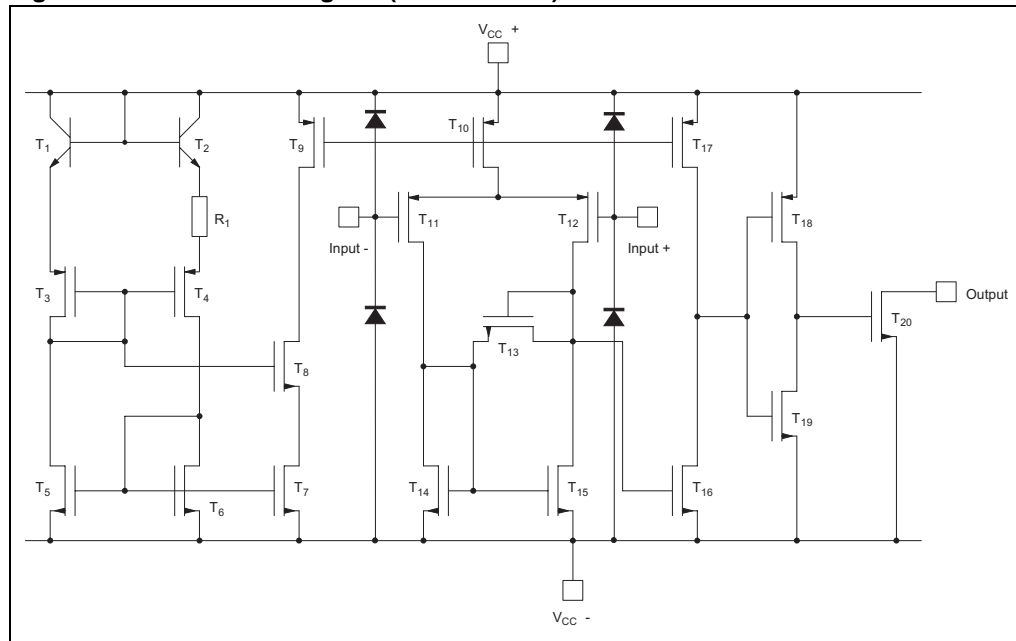 V_CC +
T_1
T_2
T_9
T_10
T_17
R_1
T_11
T_12
T_18
Input -
Input +
T_3
T_4
Output
T_20
T_13
T_8
T_19
T_5
T_6
T_7
T_14
T_15
T_16
V_CC -